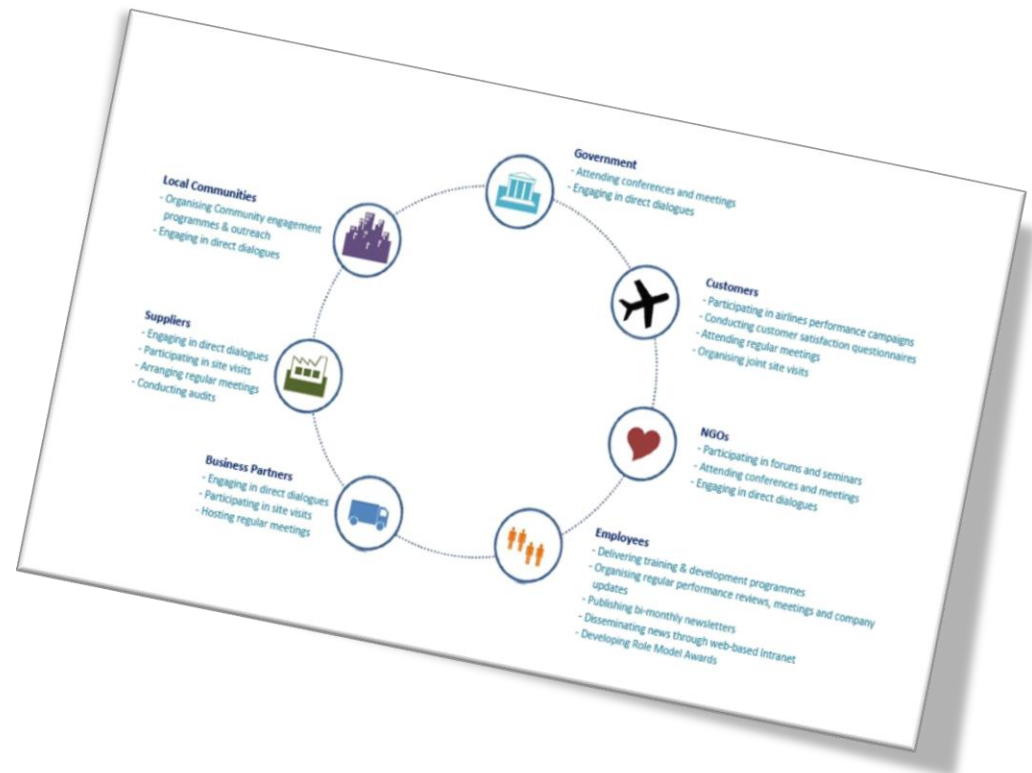 Government
- Attending conferences and meetings
- Engaging in direct dialogues
Customers
- Participating in airlines performance campaigns
- Conducting customer satisfaction questionnaires
- Attending regular meetings
- Organising joint site visits
NGOs
- Participating in forums and seminars
- Attending conferences and meetings
- Engaging in direct dialogues
Employees
- Delivering training & development programmes
- Organising regular performance reviews, meetings and company
updates
- Publishing bi-monthly newsletters
- Disseminating news through web-based Intranet
- Developing Role Model Awards
Business Partners
- Engaging in direct dialogues
- Participating in site visits
- Hosting regular meetings
Suppliers
- Engaging in direct dialogues
- Participating in site visits
- Arranging regular meetings
- Conducting audits
Local Communities
- Organising Community engagement
programmes & outreach
- Engaging in direct dialogues